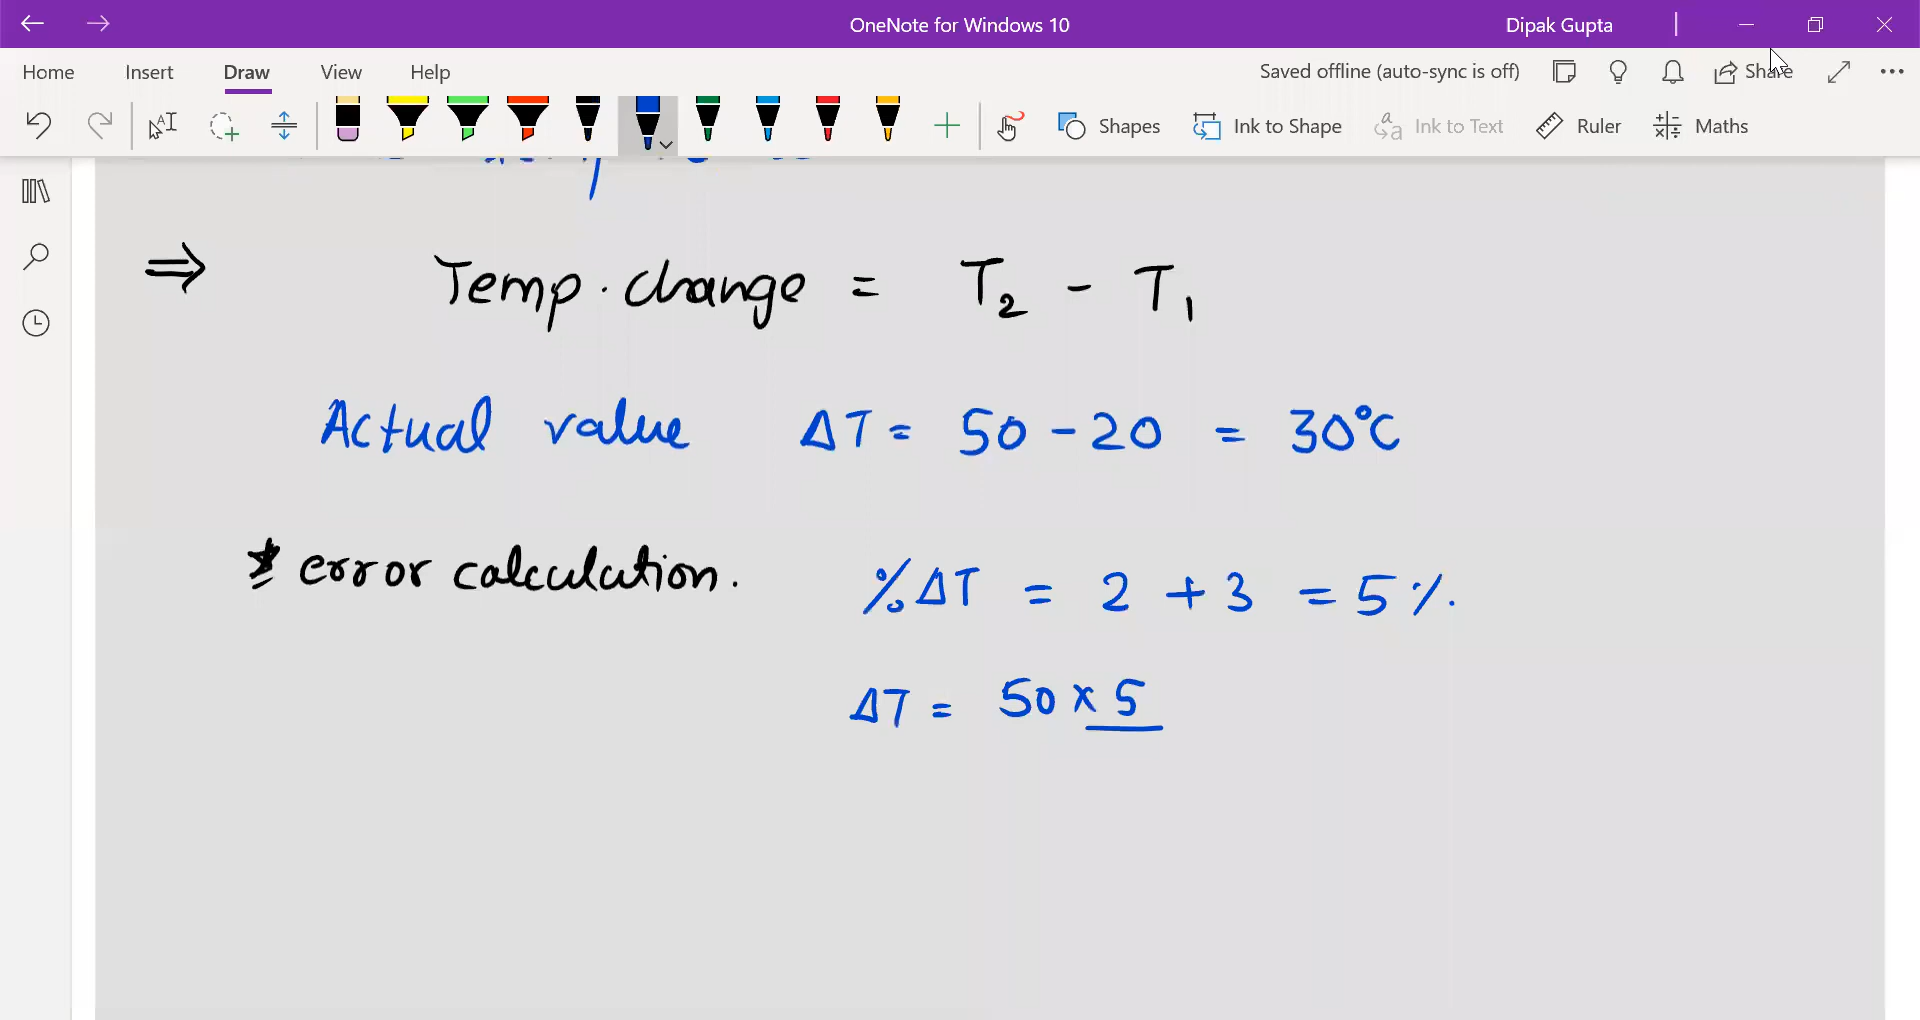 OneNote for Windows 10
Dipak Gupta
Home Insert Draw View Help
Saved offline (auto-sync is off) Share
Shapes Ink to Shape Ink to Text Ruler Maths
⇒ Temp. change = T₂ - T₁
Actual value ΔT = 50 - 20 = 30°C
* error calculation. % ΔT = 2 + 3 = 5 %.
ΔT = 50 x 5